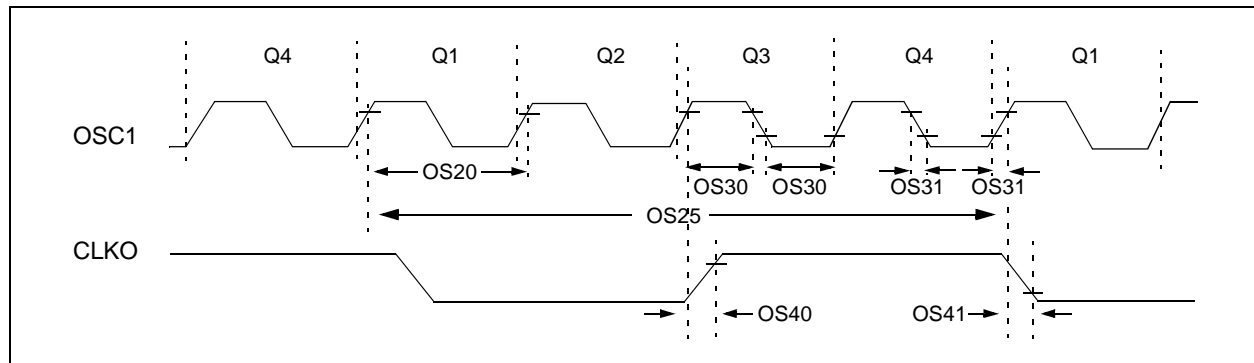 Q4 Q1 Q2 Q3 Q4 Q1
OSC1
OS20 OS30 OS30 OS31 OS31
OS25
CLKO
OS40 OS41